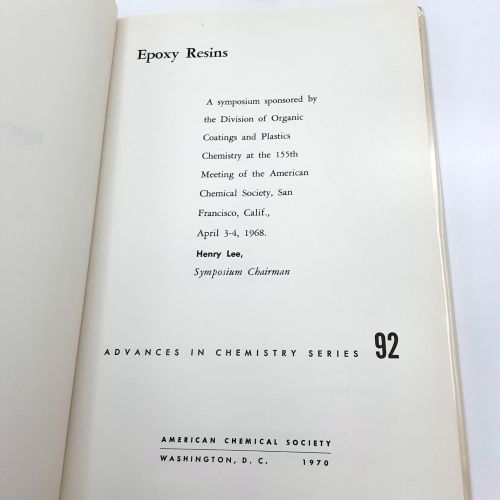 Epoxy Resins
A symposium sponsored by
the Division of Organic
Coatings and Plastics
Chemistry at the 155th
Meeting of the American
Chemical Society, San
Francisco, Calif.,
April 3-4, 1968.
Henry Lee,
Symposium Chairman
ADVANCES IN CHEMISTRY SERIES 92
AMERICAN CHEMICAL SOCIETY
WASHINGTON, D. C. 1970